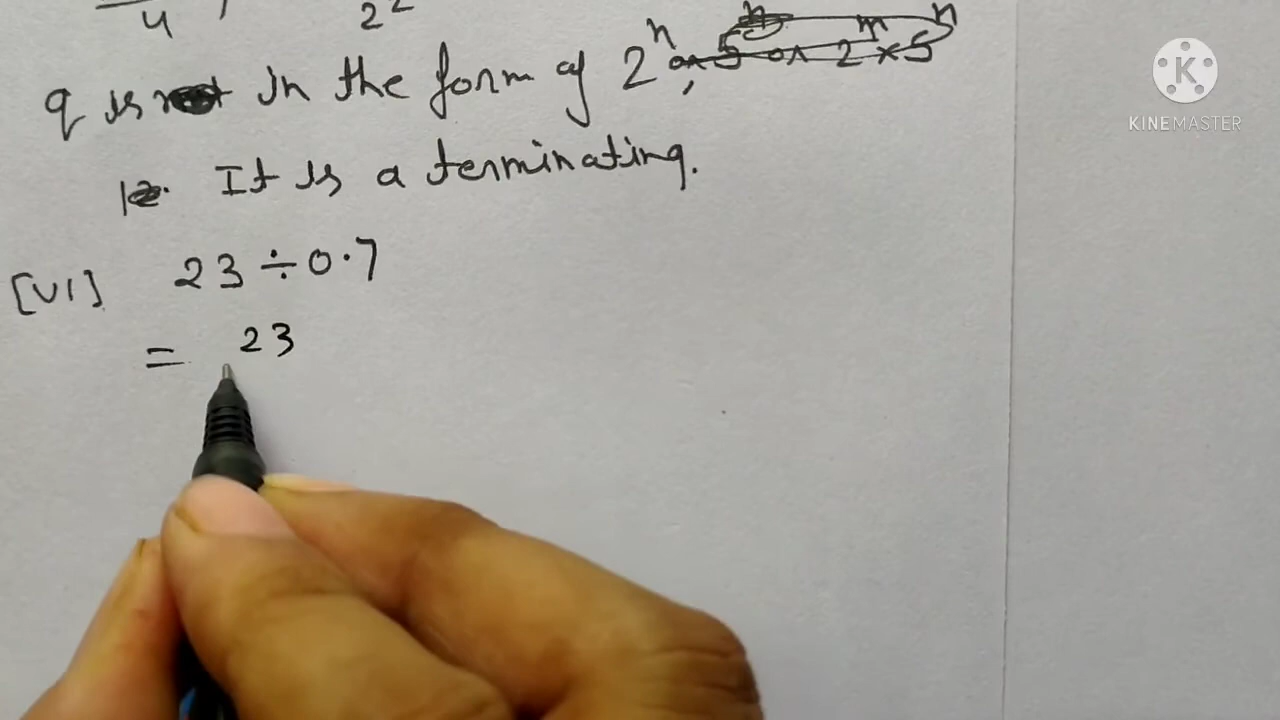 4 , 2²
q is in the form of 2ⁿ,
It is a terminating.
[VI] 23 ÷ 0.7
= 23
K
KINEMASTER